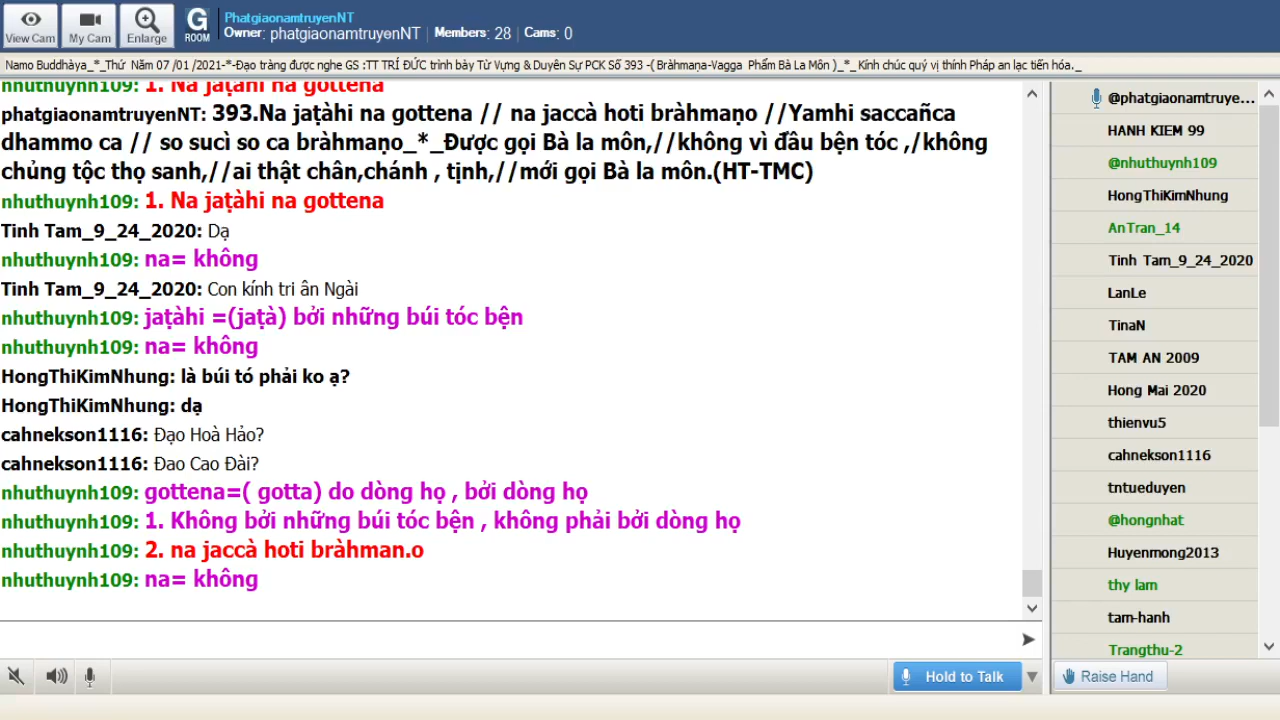 View Cam
My Cam
Enlarge
G
ROOM
PhatgiaonamtruyenNT
Owner: phatgiaonamtruyenNT | Members: 28 | Cams: 0
Namo Buddhàya_*_Thứ Năm 07 /01 /2021-*-Đạo tràng được nghe GS :TT TRÍ ĐỨC trình bày Từ Vựng & Duyên Sự PCK Số 393 -( Bràhmaṇa-Vagga Phẩm Bà La Môn )_*_ Kính chúc quý vị thính Pháp an lạc tiến hóa._
nhuthuynh109: 1. Na jaṭàhi na gottena
phatgiaonamtruyenNT: 393.Na jaṭàhi na gottena // na jaccà hoti bràhmaṇo //Yamhi saccañca
dhammo ca // so sucì so ca bràhmaṇo_*_Được gọi Bà la môn,//không vì đầu bện tóc ,/không
chủng tộc thọ sanh,//ai thật chân,chánh , tịnh,//mới gọi Bà la môn.(HT-TMC)
nhuthuynh109: 1. Na jaṭàhi na gottena
Tinh Tam_9_24_2020: Dạ
nhuthuynh109: na= không
Tinh Tam_9_24_2020: Con kính tri ân Ngài
nhuthuynh109: jaṭàhi =(jaṭà) bởi những búi tóc bện
nhuthuynh109: na= không
HongThiKimNhung: là búi tó phải ko ạ?
HongThiKimNhung: dạ
cahnekson1116: Đạo Hoà Hảo?
cahnekson1116: Đao Cao Đài?
nhuthuynh109: gottena=( gotta) do dòng họ , bởi dòng họ
nhuthuynh109: 1. Không bởi những búi tóc bện , không phải bởi dòng họ
nhuthuynh109: 2. na jaccà hoti bràhman.o
nhuthuynh109: na= không
@phatgiaonamtruye...
HANH KIEM 99
@nhuthuynh109
HongThiKimNhung
AnTran_14
Tinh Tam_9_24_2020
LanLe
TinaN
TAM AN 2009
Hong Mai 2020
thienvu5
cahnekson1116
tntueduyen
@hongnhat
Huyenmong2013
thy lam
tam-hanh
Trangthu-2
Hold to Talk
Raise Hand